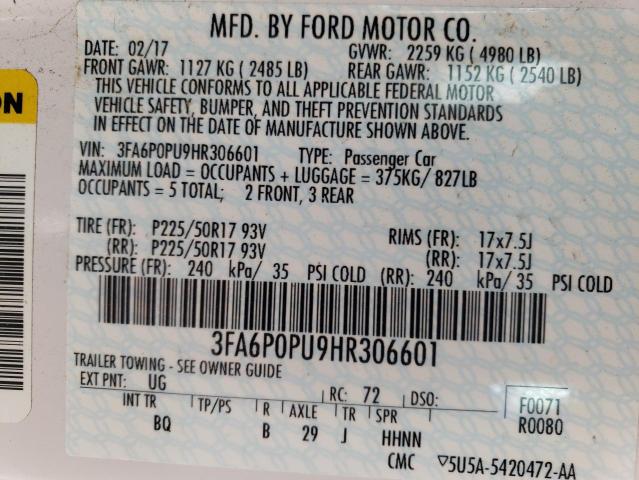 MFD. BY FORD MOTOR CO.
DATE: 02/17 GVWR: 2259 KG ( 4980 LB)
FRONT GAWR: 1127 KG ( 2485 LB) REAR GAWR: 1152 KG ( 2540 LB)
THIS VEHICLE CONFORMS TO ALL APPLICABLE FEDERAL MOTOR
VEHICLE SAFETY, BUMPER, AND THEFT PREVENTION STANDARDS
IN EFFECT ON THE DATE OF MANUFACTURE SHOWN ABOVE.
VIN: 3FA6P0PU9HR306601 TYPE: Passenger Car
MAXIMUM LOAD = OCCUPANTS + LUGGAGE = 375KG/ 827LB
OCCUPANTS = 5 TOTAL; 2 FRONT, 3 REAR
TIRE (FR): P225/50R17 93V RIMS (FR): 17x7.5J
(RR): P225/50R17 93V (RR): 17x7.5J
PRESSURE (FR): 240 kPa/ 35 PSI COLD (RR): 240 kPa/ 35 PSI COLD
3FA6P0PU9HR306601
TRAILER TOWING - SEE OWNER GUIDE
EXT PNT: UG RC: 72 DSO: F0071
INT TR TP/PS R AXLE TR SPR R0080
BQ B 29 J HHNN
CMC ▽5U5A-5420472-AA
ON